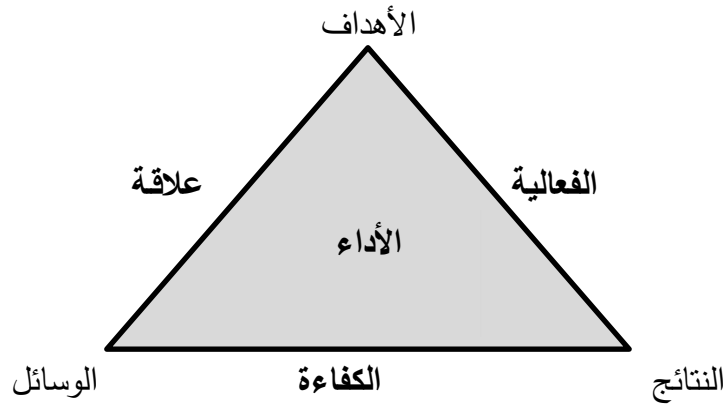 الأهداف
الفعالية
علاقة
الأداء
النتائج
الكفاءة
الوسائل